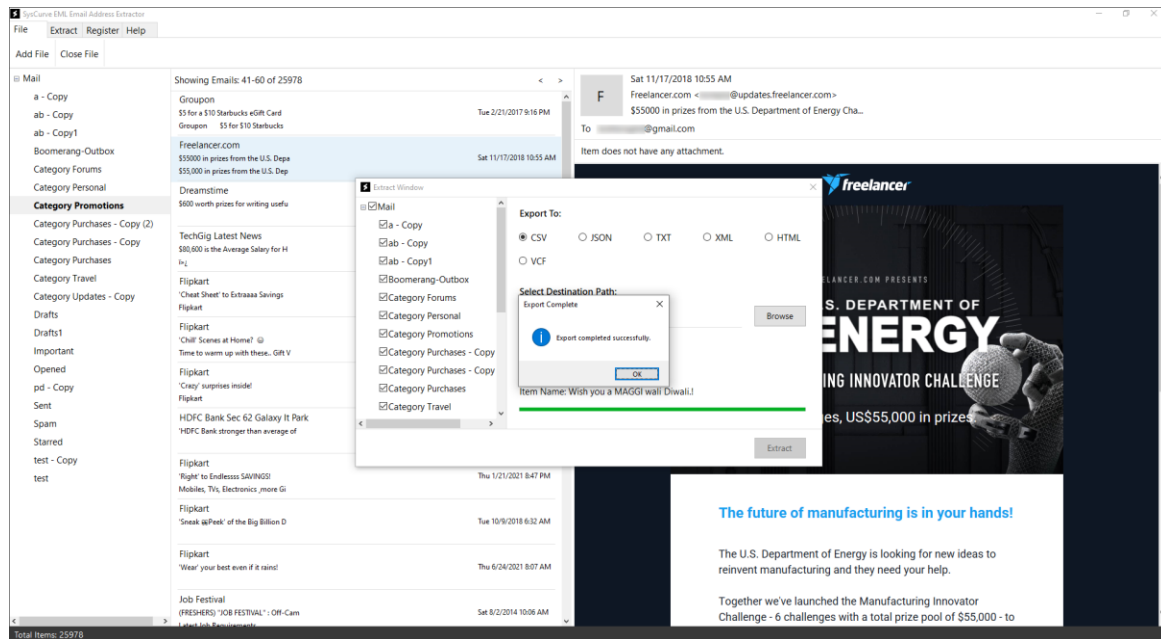 SysCurve EML Email Address Extractor
File Extract Register Help
Add File Close File
Mail
a - Copy
ab - Copy
ab - Copy1
Boomerang-Outbox
Category Forums
Category Personal
Category Promotions
Category Purchases - Copy (2)
Category Purchases - Copy
Category Purchases
Category Travel
Category Updates - Copy
Drafts
Drafts1
Important
Opened
pd - Copy
Sent
Spam
Starred
test - Copy
test
Showing Emails: 41-60 of 25978 < >
Groupon
$5 for a $10 Starbucks eGift Card Tue 2/21/2017 9:16 PM
Groupon $5 for $10 Starbucks
Freelancer.com
$55000 in prizes from the U.S. Depa Sat 11/17/2018 10:55 AM
$55,000 in prizes from the U.S. Dep
Dreamstime
$600 worth prizes for writing usefu
TechGig Latest News
$80,600 is the Average Salary for H
ï»¿
Flipkart
'Cheat Sheet' to Extraaaa Savings
Flipkart
Flipkart
'Chill' Scenes at Home?
Time to warm up with these.. Gift V
Flipkart
'Crazy' surprises inside!
Flipkart
HDFC Bank Sec 62 Galaxy It Park
'HDFC Bank stronger than average of
Flipkart
'Right' to Endlessss SAVINGS! Thu 1/21/2021 8:47 PM
Mobiles, TVs, Electronics ,more Gi
Flipkart
'Sneak Peek' of the Big Billion D Tue 10/9/2018 6:32 AM
Flipkart
'Wear' your best even if it rains! Thu 6/24/2021 8:07 AM
Job Festival
(FRESHERS) "JOB FESTIVAL" : Off-Cam Sat 8/2/2014 10:06 AM
Latest Job Requirements
F
Sat 11/17/2018 10:55 AM
Freelancer.com < @updates.freelancer.com>
$55000 in prizes from the U.S. Department of Energy Cha...
To @gmail.com
Item does not have any attachment.
freelancer
ELANCER.COM PRESENTS
S. DEPARTMENT OF
ENERGY
ING INNOVATOR CHALLENGE
es, US$55,000 in prizes.
The future of manufacturing is in your hands!
The U.S. Department of Energy is looking for new ideas to
reinvent manufacturing and they need your help.
Together we've launched the Manufacturing Innovator
Challenge - 6 challenges with a total prize pool of $55,000 - to
Extract Window
Mail
a - Copy
ab - Copy
ab - Copy1
Boomerang-Outbox
Category Forums
Category Personal
Category Promotions
Category Purchases - Copy
Category Purchases - Copy
Category Purchases
Category Travel
Export To:
CSV JSON TXT XML HTML
VCF
Select Destination Path:
Browse
Export Complete
Export completed successfully.
OK
Item Name: Wish you a MAGGI wali Diwali.!
Extract
Total Items: 25978